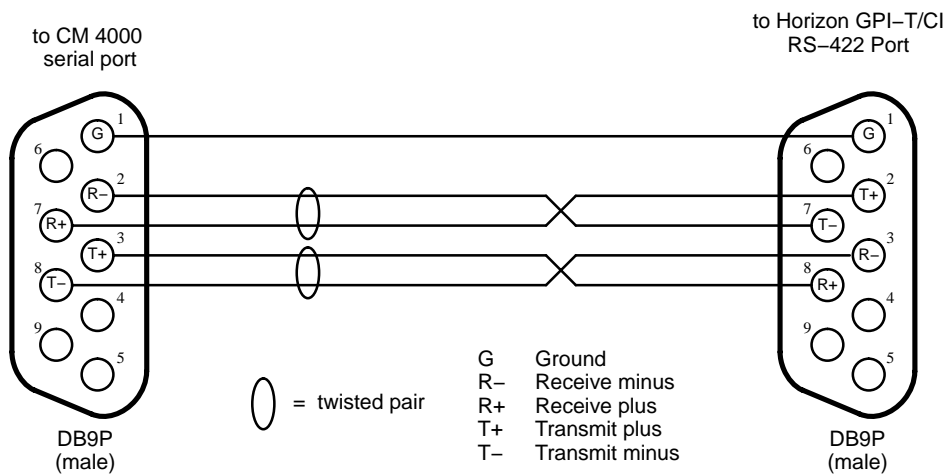 to CM 4000
serial port
to Horizon GPI−T/CI
RS−422 Port
1
G
6
2
R−
7
R+
3
T+
8
T−
4
9
5
1
G
6
2
T+
7
T−
3
R−
8
R+
4
9
5
DB9P
(male)
= twisted pair
G Ground
R− Receive minus
R+ Receive plus
T+ Transmit plus
T− Transmit minus
DB9P
(male)